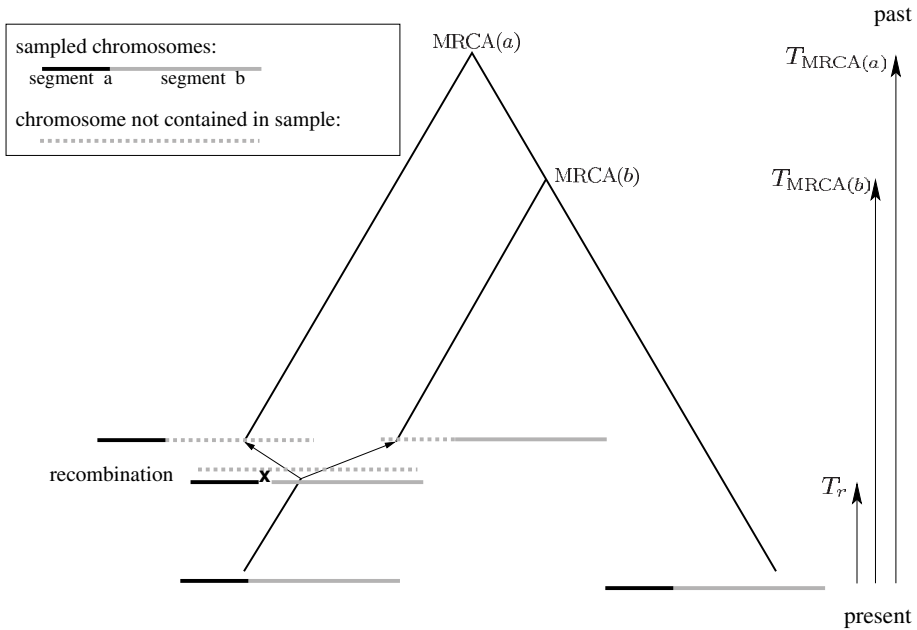 past
sampled chromosomes:
segment a segment b
chromosome not contained in sample:
MRCA(a)
MRCA(b)
T_MRCA(a)
T_MRCA(b)
recombination
x
T_r
present